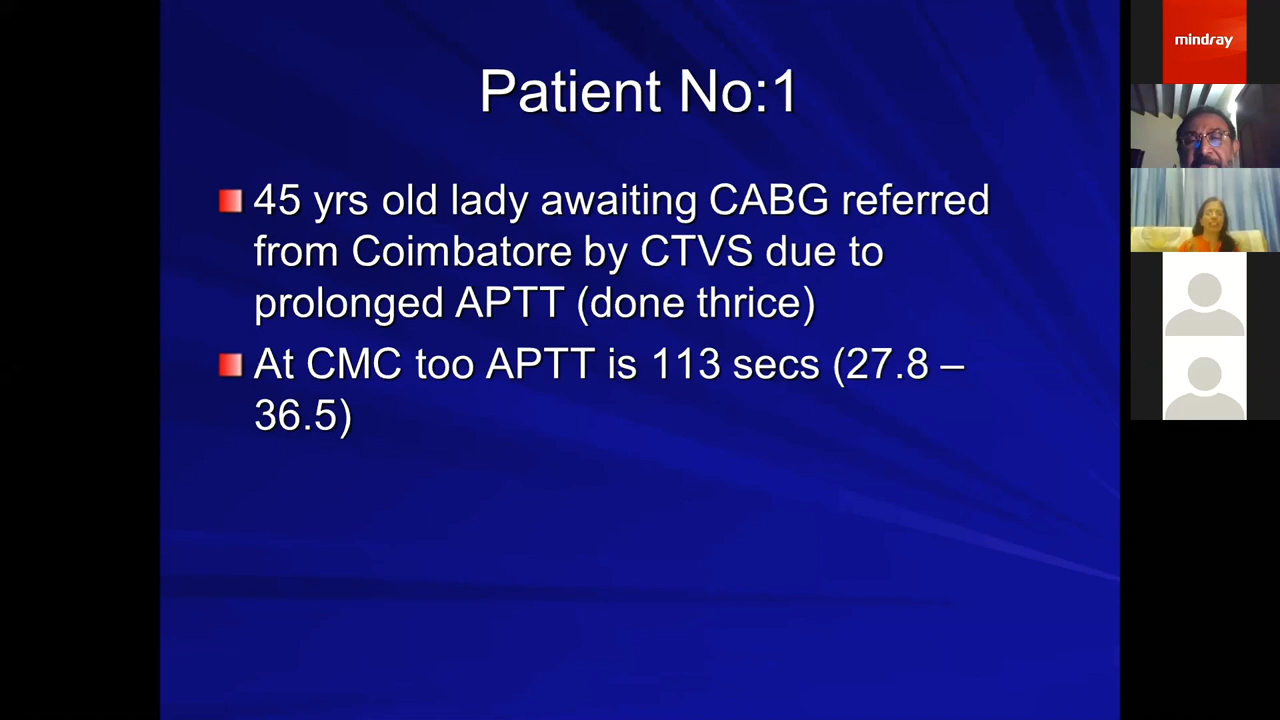 Patient No:1
45 yrs old lady awaiting CABG referred
from Coimbatore by CTVS due to
prolonged APTT (done thrice)
At CMC too APTT is 113 secs (27.8 –
36.5)
mindray